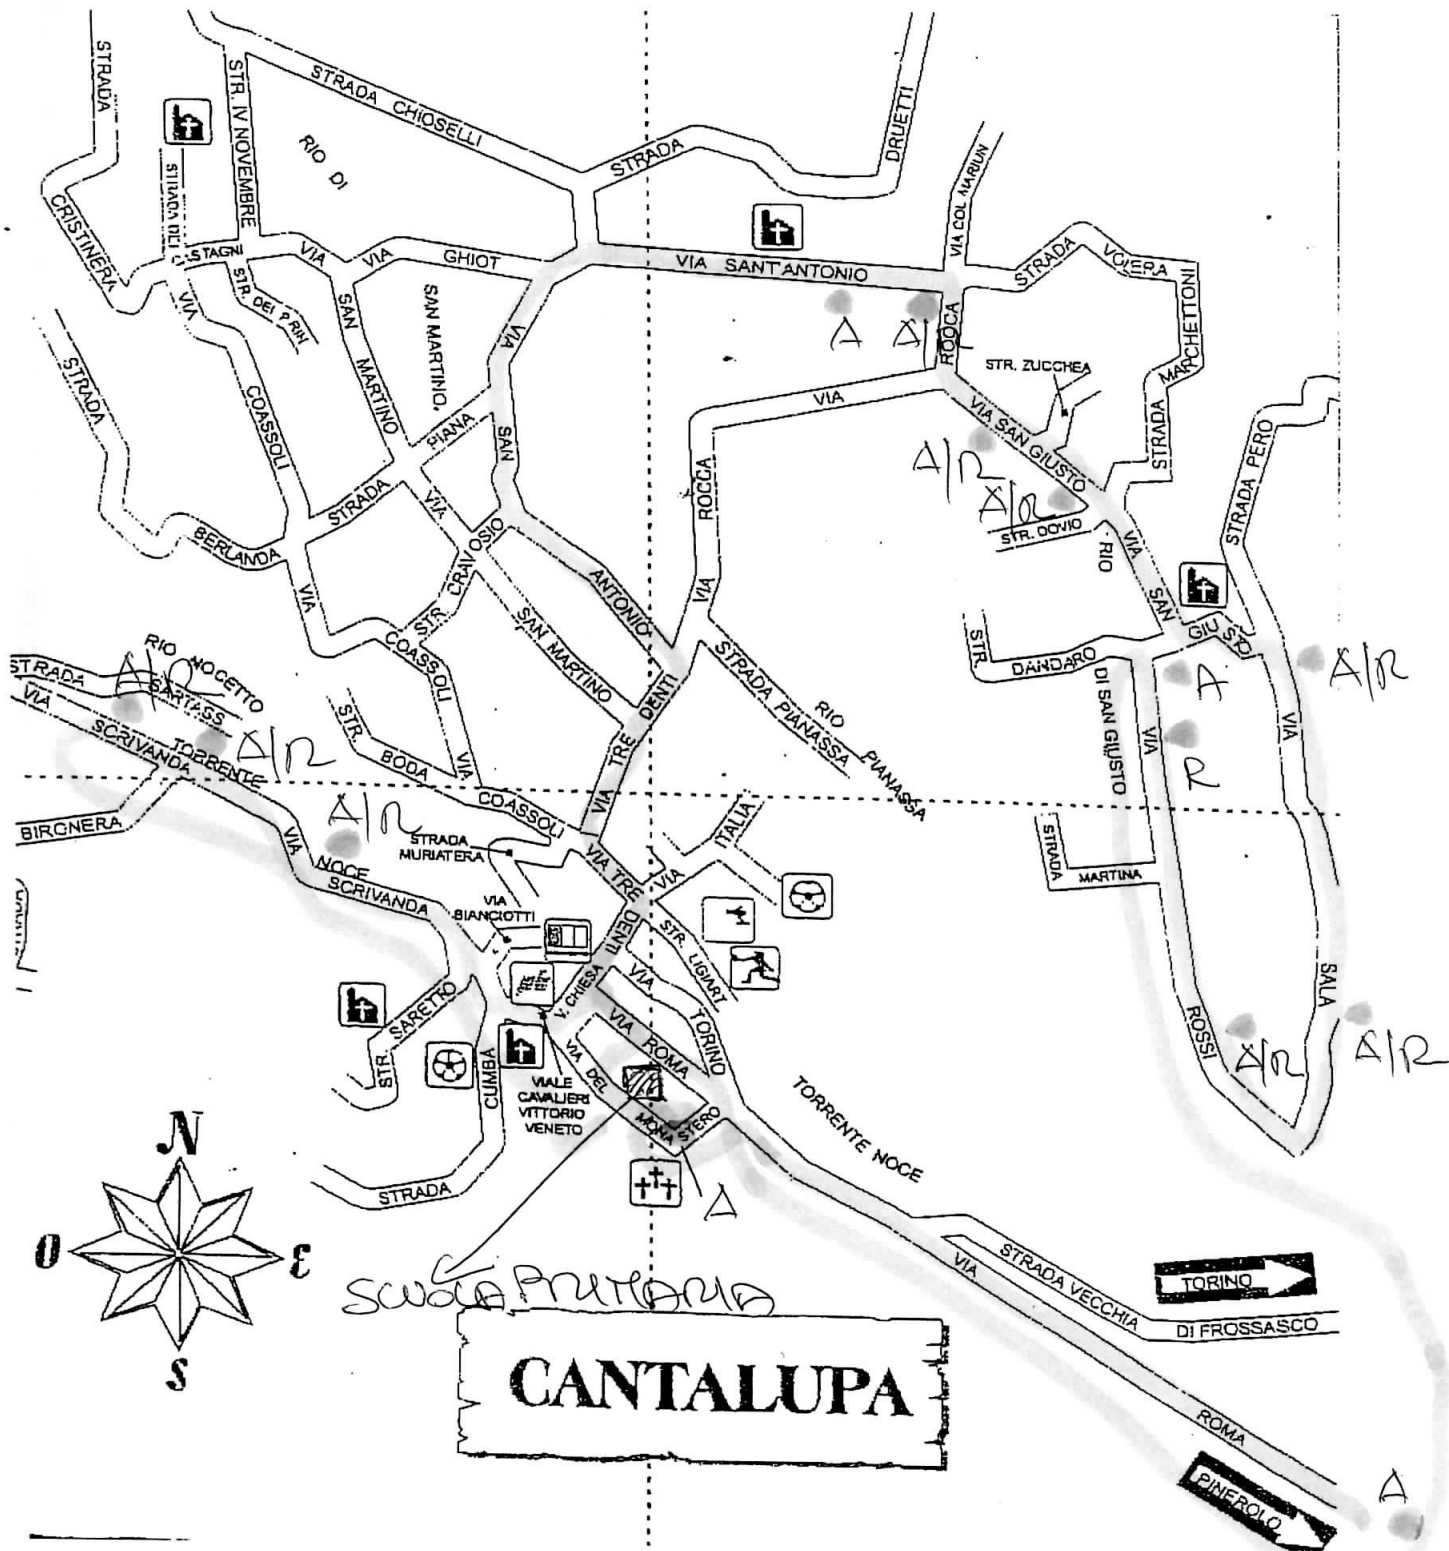 STRADA
CRISTINERA
STR. IV NOVEMBRE
STRADA DEI CASTAGNI
STRADA CHIOSELLI
RIO DI
SAN MARTINO
STRADA
DRUETTI
VIA COL MARIUN
VIA
VIA
GHIOT
VIA SANT'ANTONIO
STRADA
VOIERA
STRADA
MARCHETTONI
STR. DEI PRIN
VIA
COASSOLI
SAN
MARTINO
PIANA
STRADA
VIA
SAN
ANTONIO
A
A
ROCCA
STR. ZUCCHEA
VIA
VIA SAN GIUSTO
A/R
A/R
STR. DOVIO
RIO
DI SAN GIUSTO
STRADA PERO
STRADA
BERLANDA
VIA
ROCCA
VIA
STR. CRAVOSIO
VIA
SAN MARTINO
VIA
COASSOLI
VIA
SAN
GIUSTO
STR.
DANDARO
A
A/R
STRADA
SARTASS
RIO NOCETTO
A/R
VIA
SCRIVANDA
TORRENTE
NOCE
A/R
STR.
BODA
VIA
COASSOLI
VIA
TRE
DENTI
STRADA PIANASSA
RIO
PIANASSA
VIA
R
VIA
BIRONERA
VIA
SCRIVANDA
A/R
STRADA
MURIATERA
VIA TRE DENTI
VIA
ITALIA
STRADA
MARTINA
VIA
BIANCIOTTI
STR. LIGIART
V. CHIESA
VIA
TORINO
SALA
ROSSI
A/R
A/R
STR.
SARETTO
CUMBA
STRADA
VIALE
CAVALIERI
VITTORIO
VENETO
VIA
DEL
MONASTERO
VIA
ROMA
TORRENTE NOCE
A
N
O
E
S
SCUOLA PRIMARIA
CANTALUPA
STRADA VECCHIA
DI FROSSASCO
TORINO
VIA
ROMA
PINEROLO
A